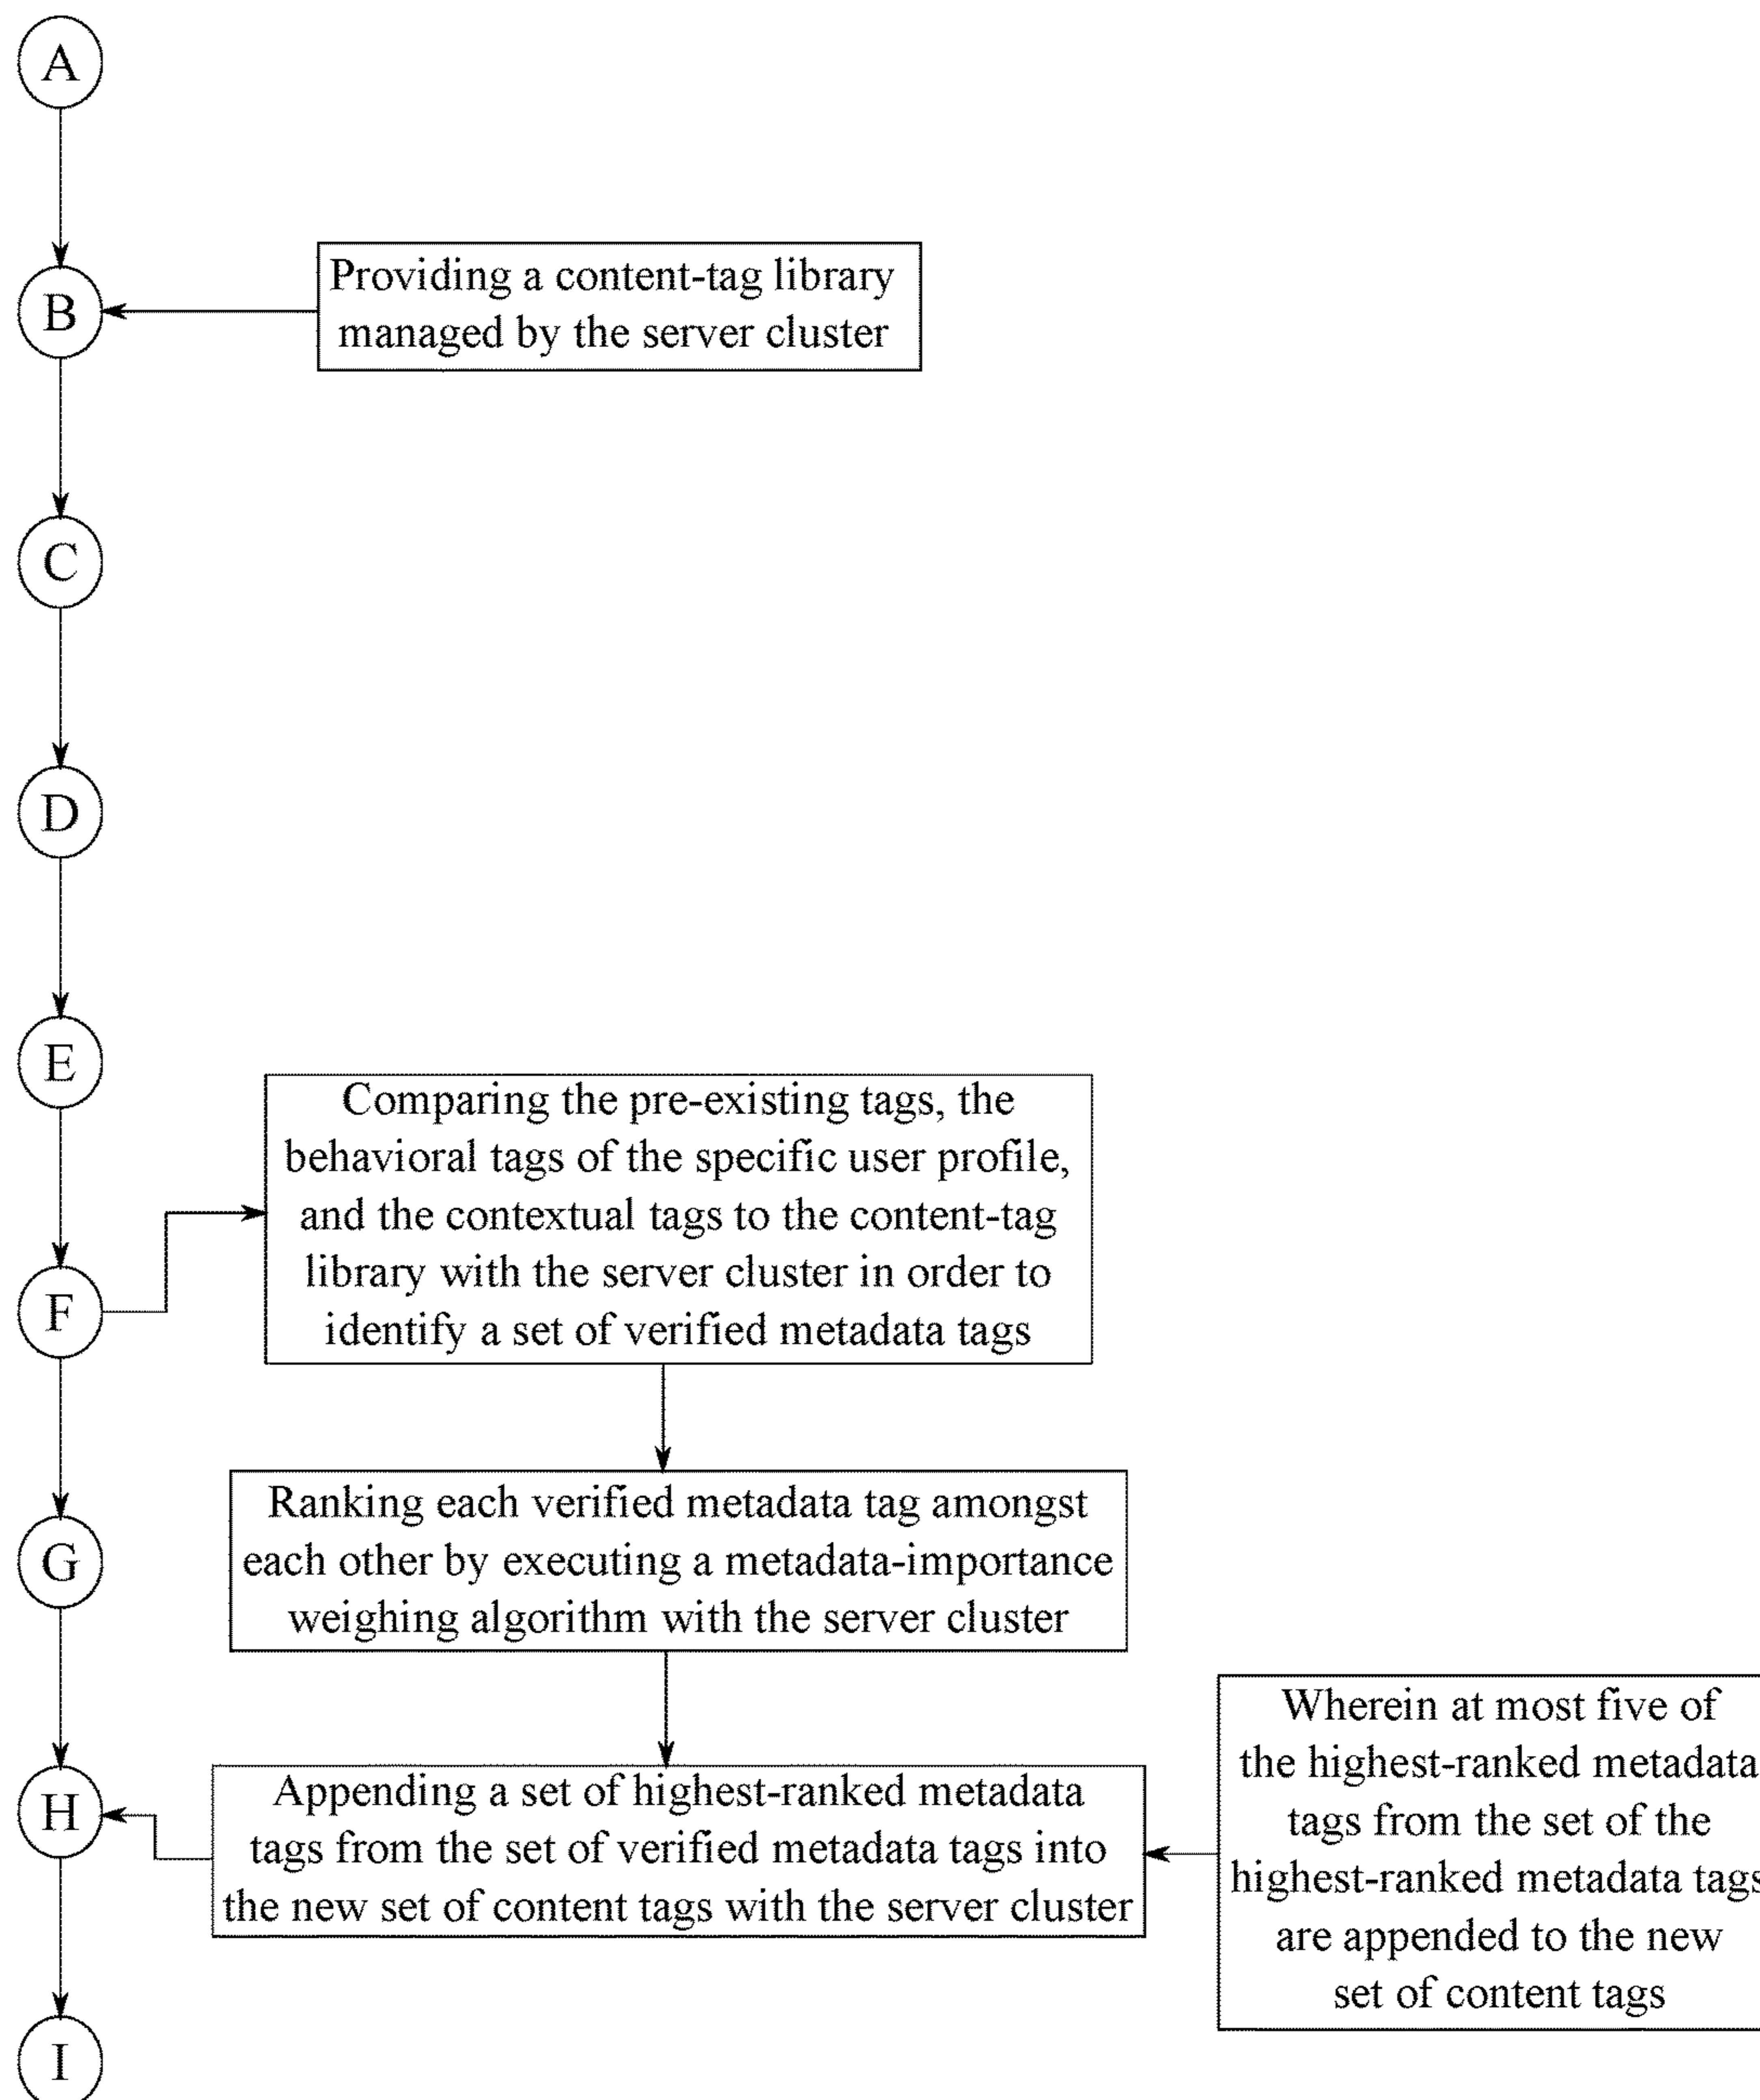 A
B
Providing a content-tag library
managed by the server cluster
C
D
E
Comparing the pre-existing tags, the
behavioral tags of the specific user profile,
and the contextual tags to the content-tag
library with the server cluster in order to
identify a set of verified metadata tags
F
Ranking each verified metadata tag amongst
each other by executing a metadata-importance
weighing algorithm with the server cluster
G
Wherein at most five of
the highest-ranked metadata
tags from the set of the
highest-ranked metadata tags
are appended to the new
set of content tags
Appending a set of highest-ranked metadata
tags from the set of verified metadata tags into
the new set of content tags with the server cluster
H
I